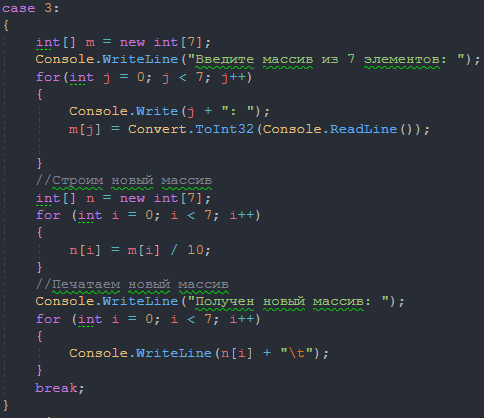 case 3:
{
int[] m = new int[7];
Console.WriteLine("Введите массив из 7 элементов: ");
for(int j = 0; j < 7; j++)
{
Console.Write(j + ": ");
m[j] = Convert.ToInt32(Console.ReadLine());
}
//Строим новый массив
int[] n = new int[7];
for (int i = 0; i < 7; i++)
{
n[i] = m[i] / 10;
}
//Печатаем новый массив
Console.WriteLine("Получен новый массив: ");
for (int i = 0; i < 7; i++)
{
Console.WriteLine(n[i] + "\t");
}
break;
}